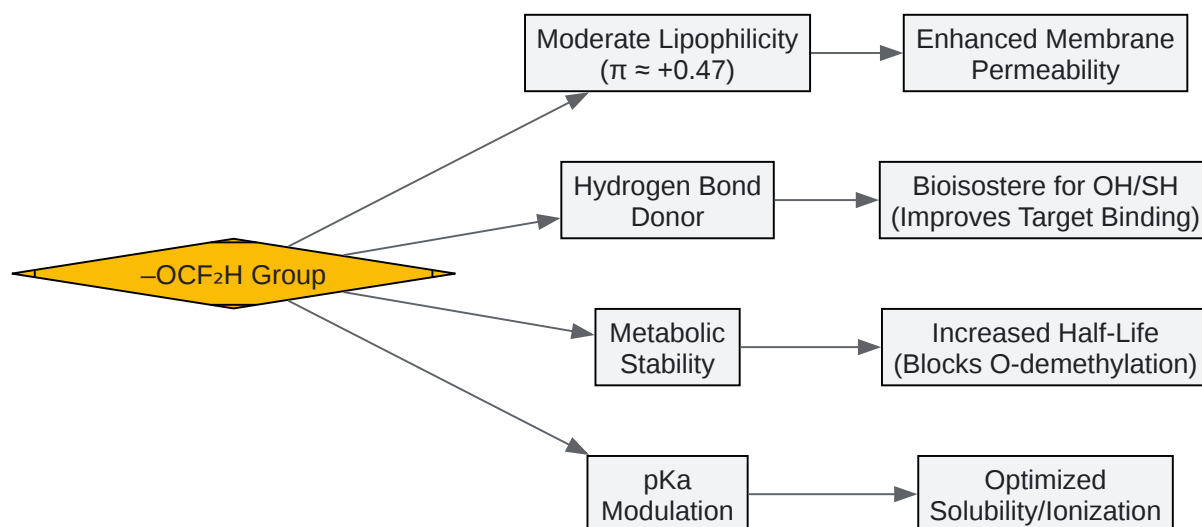 Moderate Lipophilicity
(π ≈ +0.47)
Enhanced Membrane
Permeability
Hydrogen Bond
Donor
Bioisostere for OH/SH
(Improves Target Binding)
–OCF₂H Group
Metabolic
Stability
Increased Half-Life
(Blocks O-demethylation)
pKa
Modulation
Optimized
Solubility/Ionization